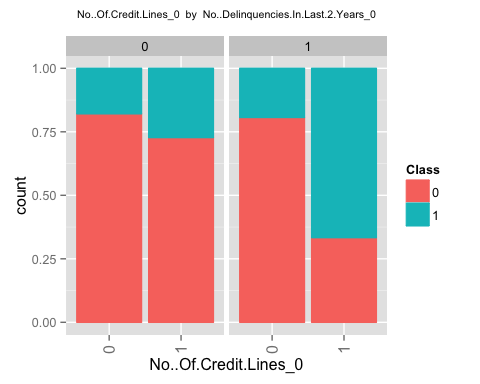 No..Of.Credit.Lines_0 by No..Delinquencies.In.Last.2.Years_0
0 1
1.00
0.75
0.50
0.25
0.00
count
0 1 0 1
No..Of.Credit.Lines_0
Class
0
1